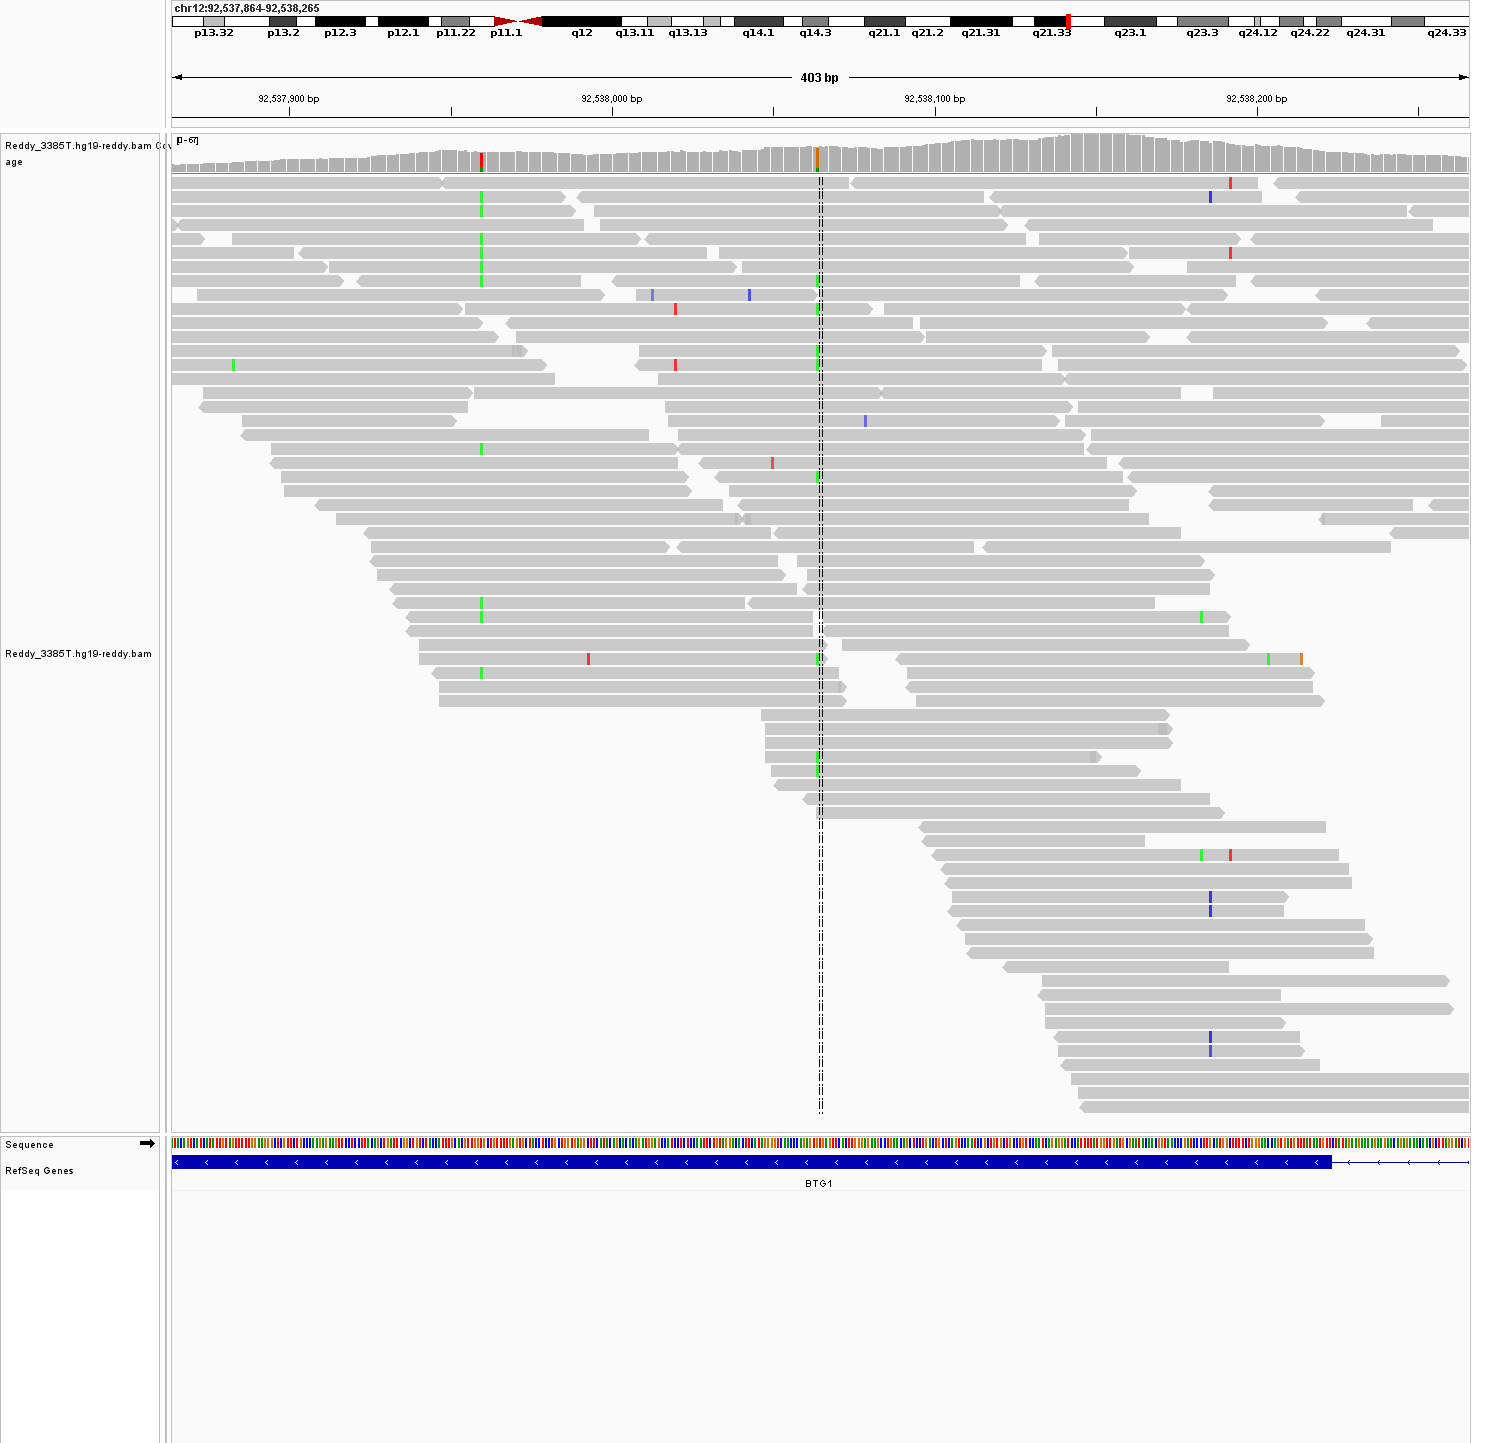 chr12:92,537,864-92,538,265
p13.32 p13.2 p12.3 p12.1 p11.22 p11.1 q12 q13.11 q13.13 q14.1 q14.3 q21.1 q21.2 q21.31 q21.33 q23.1 q23.3 q24.12 q24.22 q24.31 q24.33
403 bp
92,537,900 bp 92,538,000 bp 92,538,100 bp 92,538,200 bp
[0 - 67]
Reddy_3385T.hg19-reddy.bam Cov
age
Reddy_3385T.hg19-reddy.bam
Sequence
RefSeq Genes
BTG1